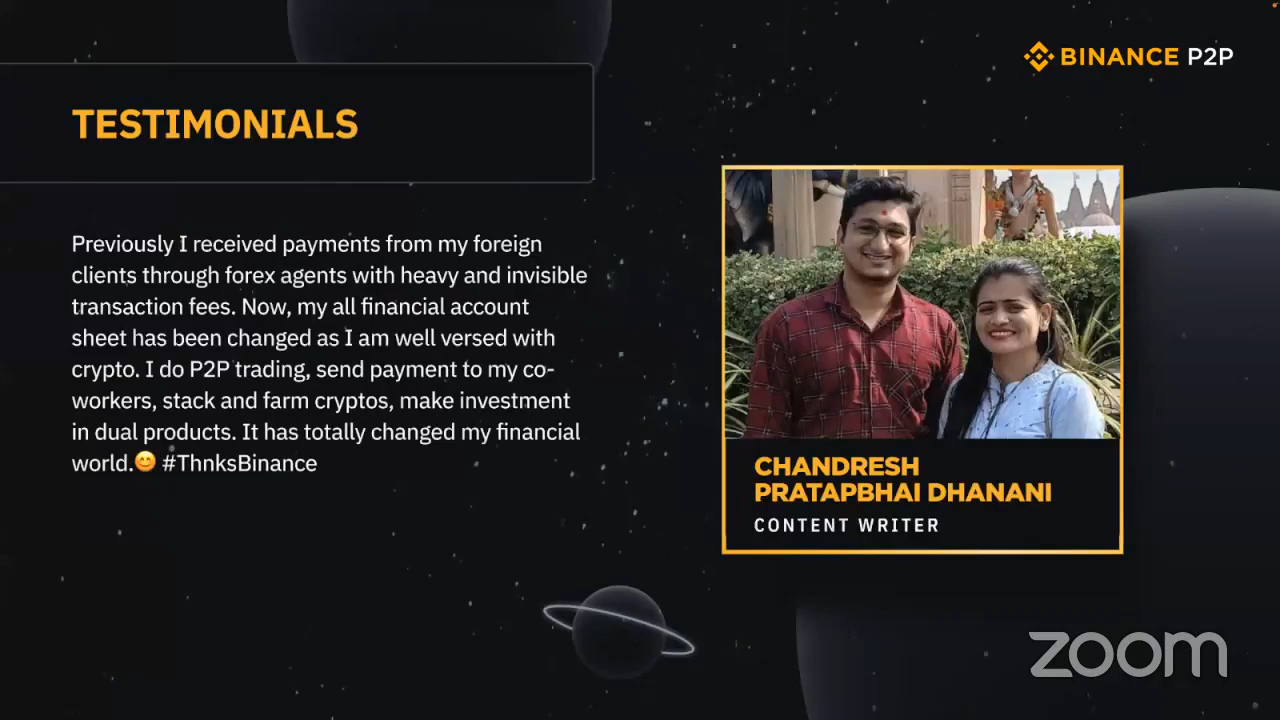 BINANCE P2P
TESTIMONIALS
Previously I received payments from my foreign
clients through forex agents with heavy and invisible
transaction fees. Now, my all financial account
sheet has been changed as I am well versed with
crypto. I do P2P trading, send payment to my co-
workers, stack and farm cryptos, make investment
in dual products. It has totally changed my financial
world.😊 #ThnksBinance
CHANDRESH
PRATAPBHAI DHANANI
CONTENT WRITER
zoom